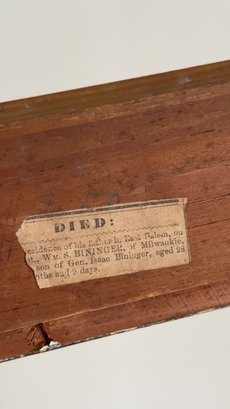 DIED:
esidence of his father in East Salem, on
st., WM. S. BININGER, of Milwaukie,
son of Gen. Isaac Bininger, aged 28
ths and 9 days.